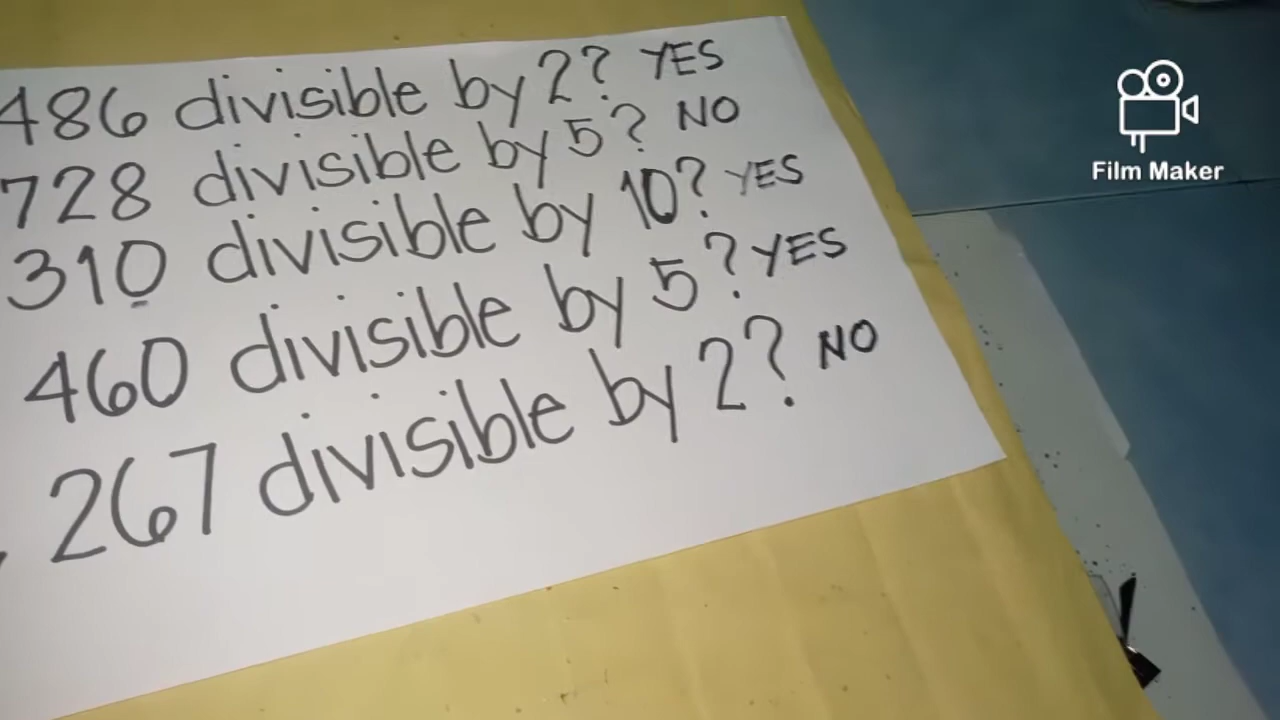 486 divisible by 2? YES
728 divisible by 5? NO
310 divisible by 10? YES
460 divisible by 5? YES
267 divisible by 2? NO
Film Maker